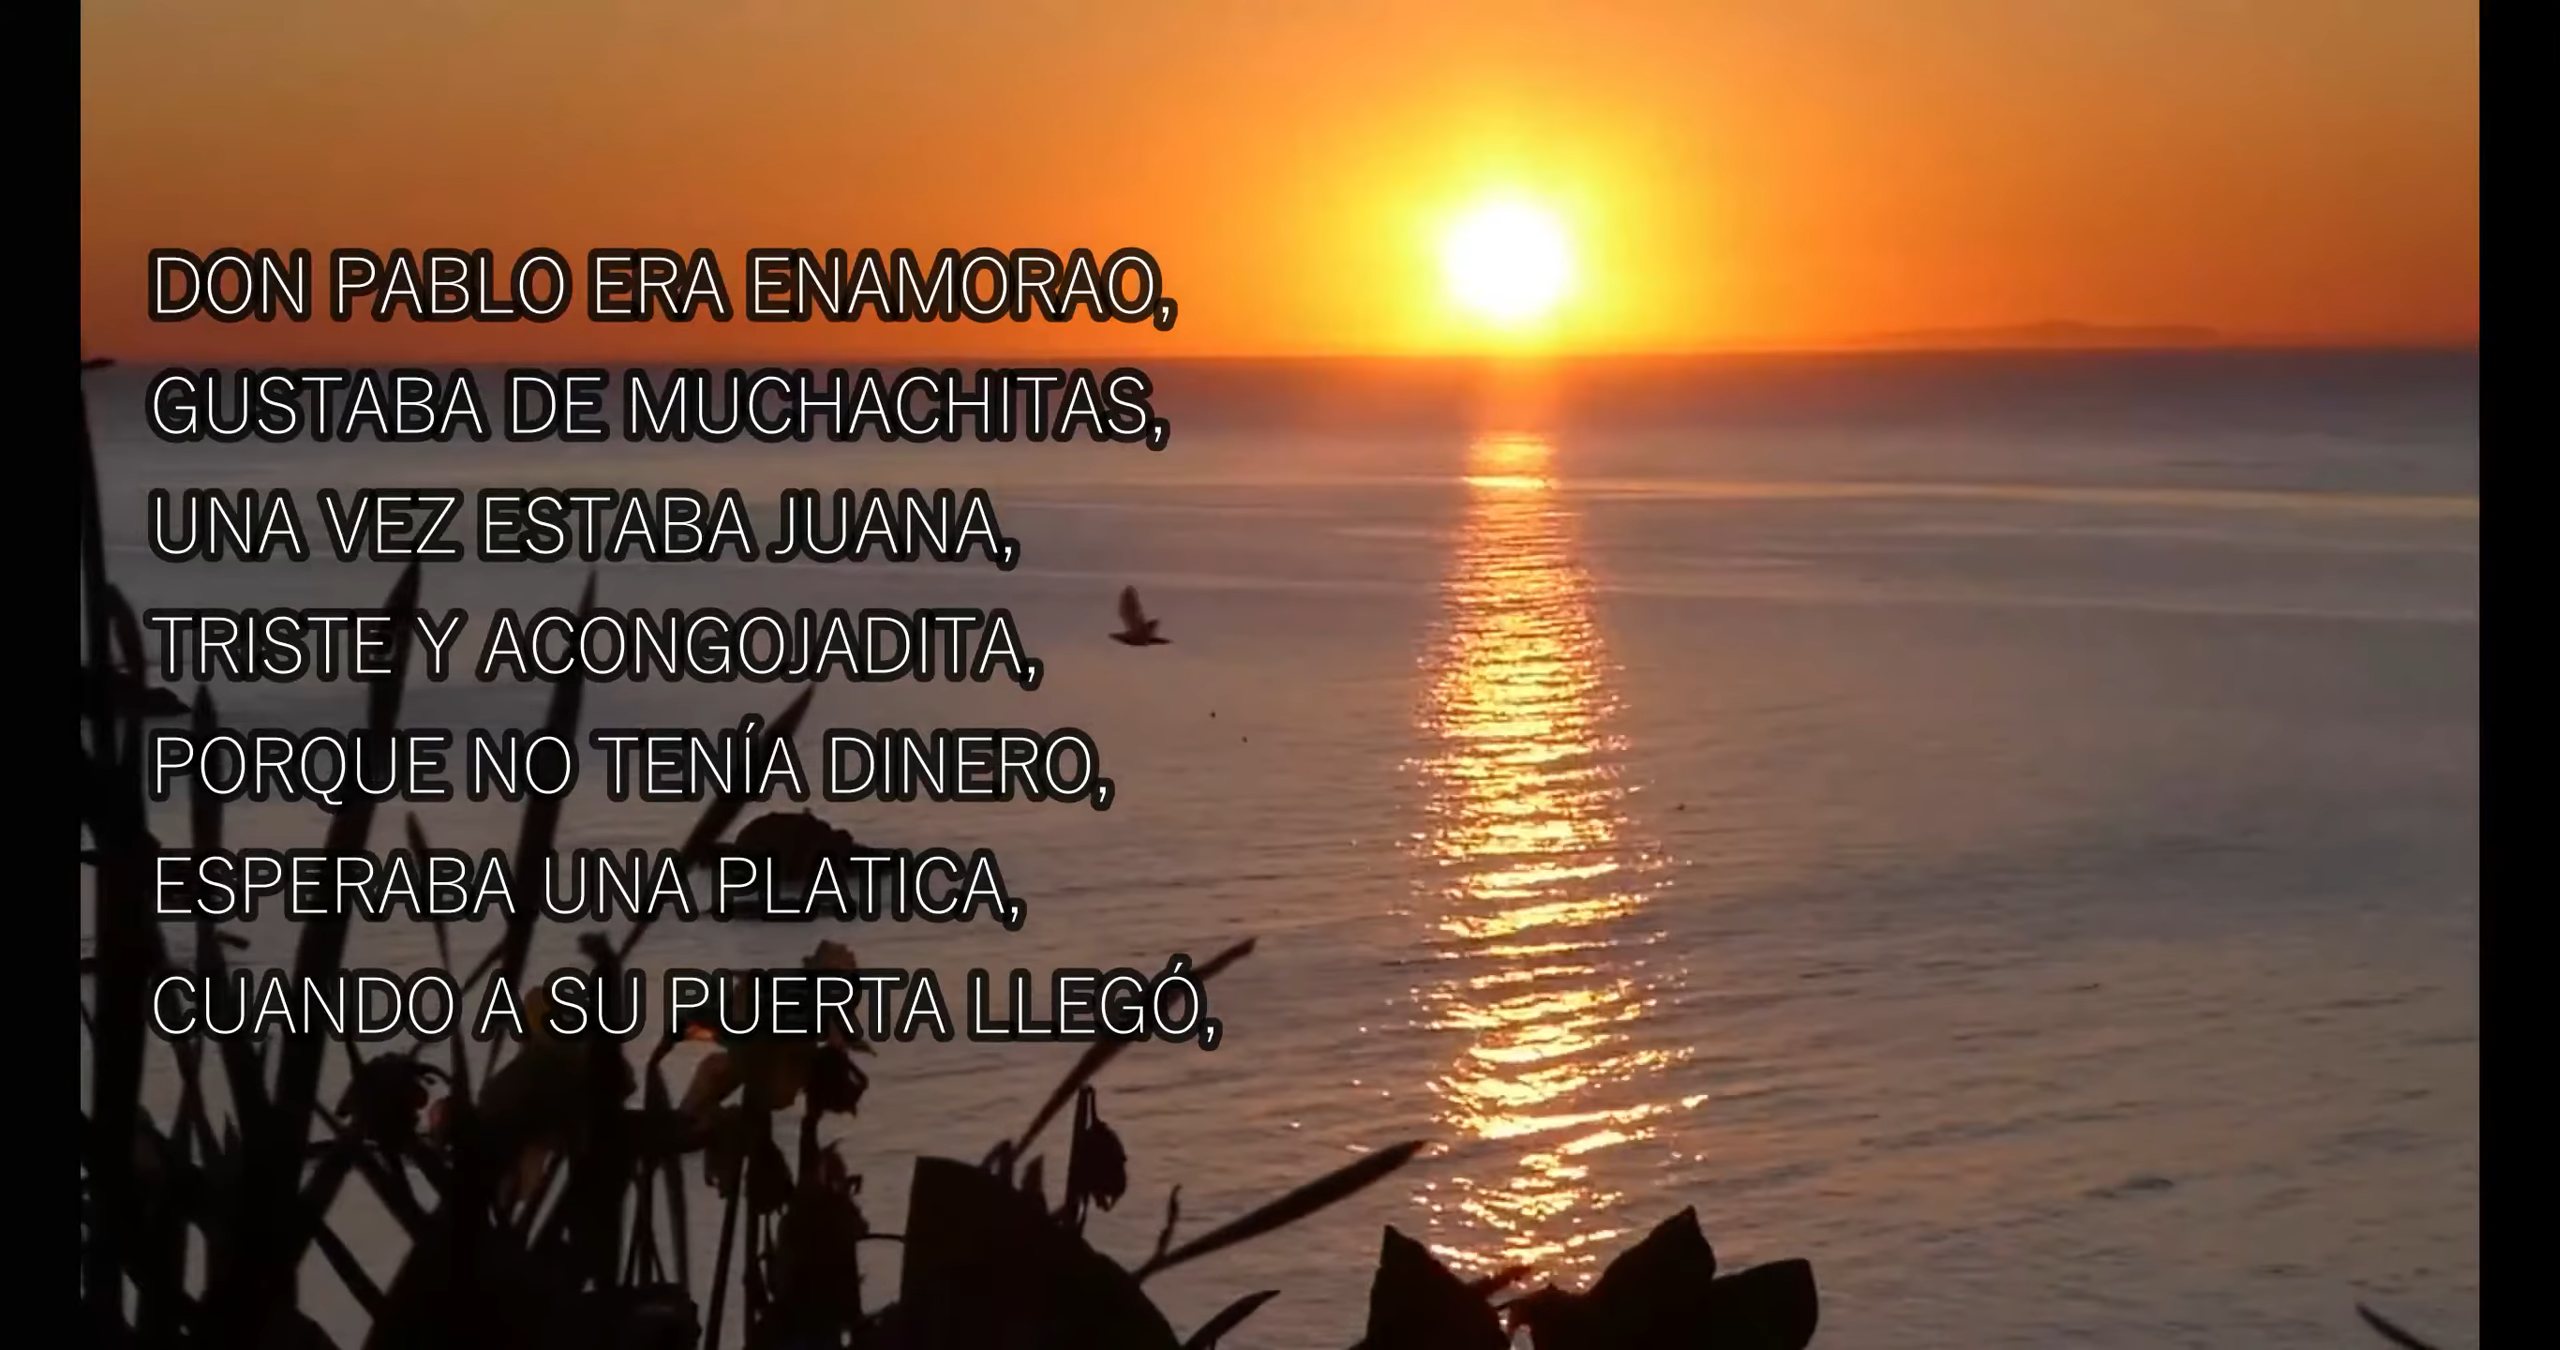 DON PABLO ERA ENAMORAO,
GUSTABA DE MUCHACHITAS,
UNA VEZ ESTABA JUANA,
TRISTE Y ACONGOJADITA,
PORQUE NO TENÍA DINERO,
ESPERABA UNA PLATICA,
CUANDO A SU PUERTA LLEGÓ,